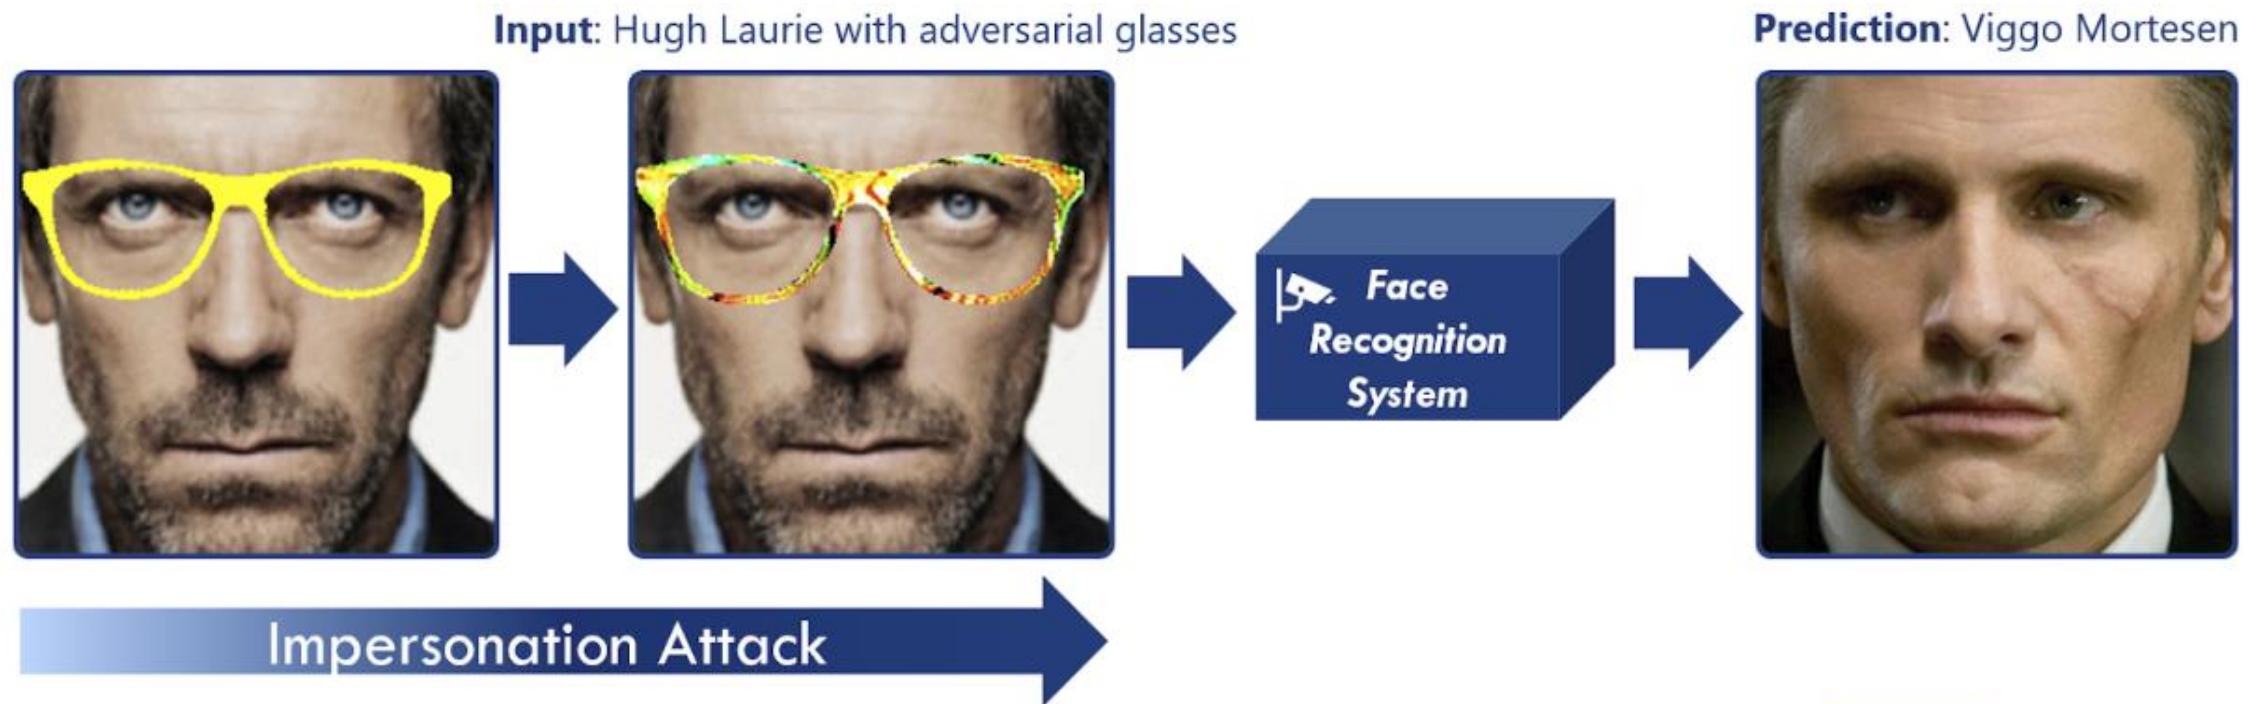 Input: Hugh Laurie with adversarial glasses
Prediction: Viggo Mortesen
Face
Recognition
System
Impersonation Attack